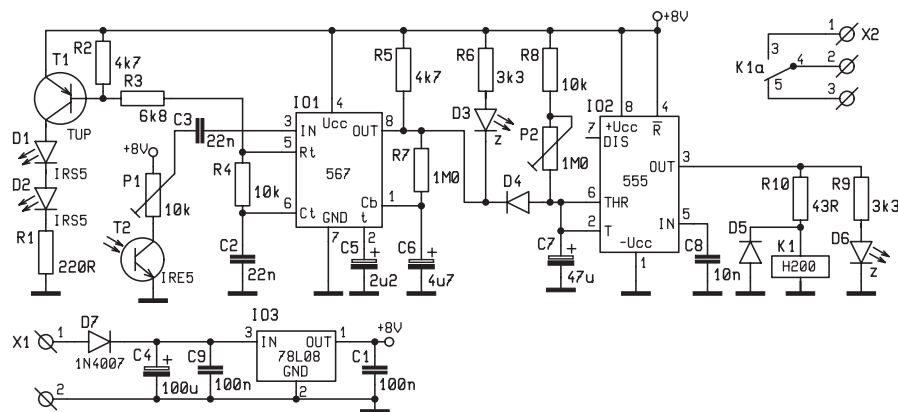 +8V
T1
R2
4k7
R3
6k8
TUP
D1
IRS5
D2
IRS5
R1
220R
+8V
P1
10k
T2
IRE5
C3
22n
R4
10k
C2
22n
IO1
4
3 IN Ucc OUT 8
5 Rt
567
6 Ct Cb 1
GND t
7 2
C5
2u2
R5
4k7
R7
1M0
C6
4u7
R6
3k3
D3
z
D4
R8
10k
P2
1M0
C7
47u
IO2
8 4
+Ucc R
7 DIS
OUT 3
555
6 THR
2 T IN 5
-Ucc
1
C8
10n
D5
R10
43R
K1
H200
R9
3k3
D6
z
K1a
3
4
5
1 X2
2
3
X1 1
D7
1N4007
C4
100u
C9
100n
IO3
3 IN OUT 1
78L08
GND
2
+8V
C1
100n
2